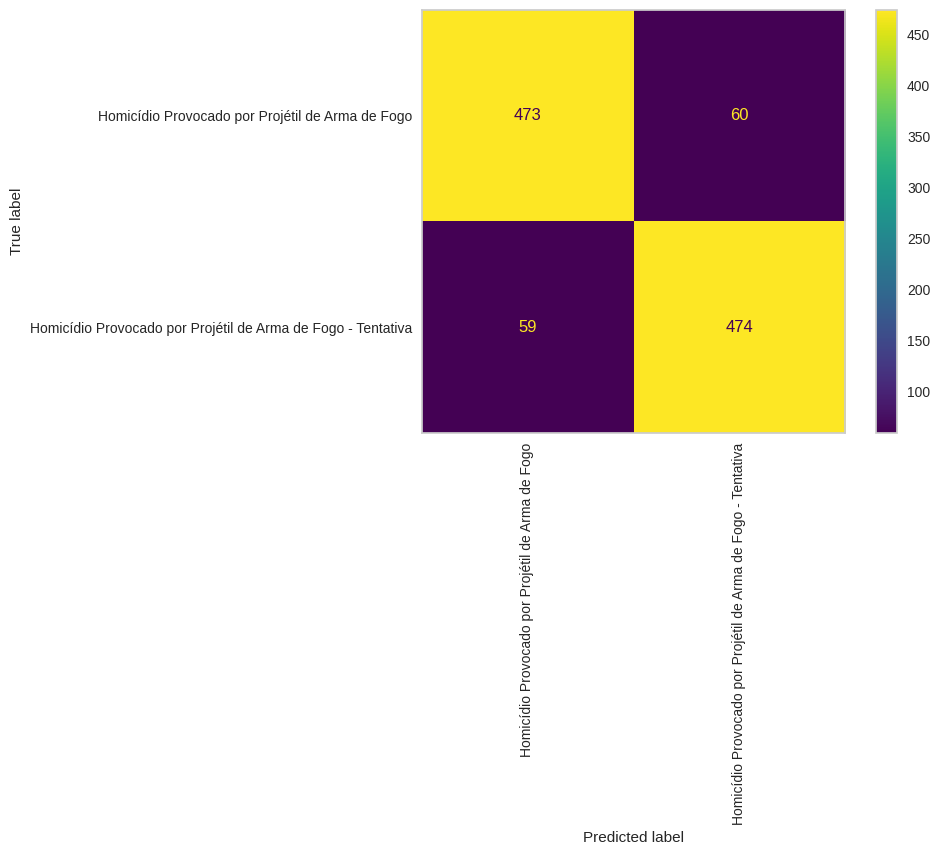 Homicídio Provocado por Projétil de Arma de Fogo
Homicídio Provocado por Projétil de Arma de Fogo - Tentativa
True label
473
60
59
474
Homicídio Provocado por Projétil de Arma de Fogo
Homicídio Provocado por Projétil de Arma de Fogo - Tentativa
Predicted label
450
400
350
300
250
200
150
100